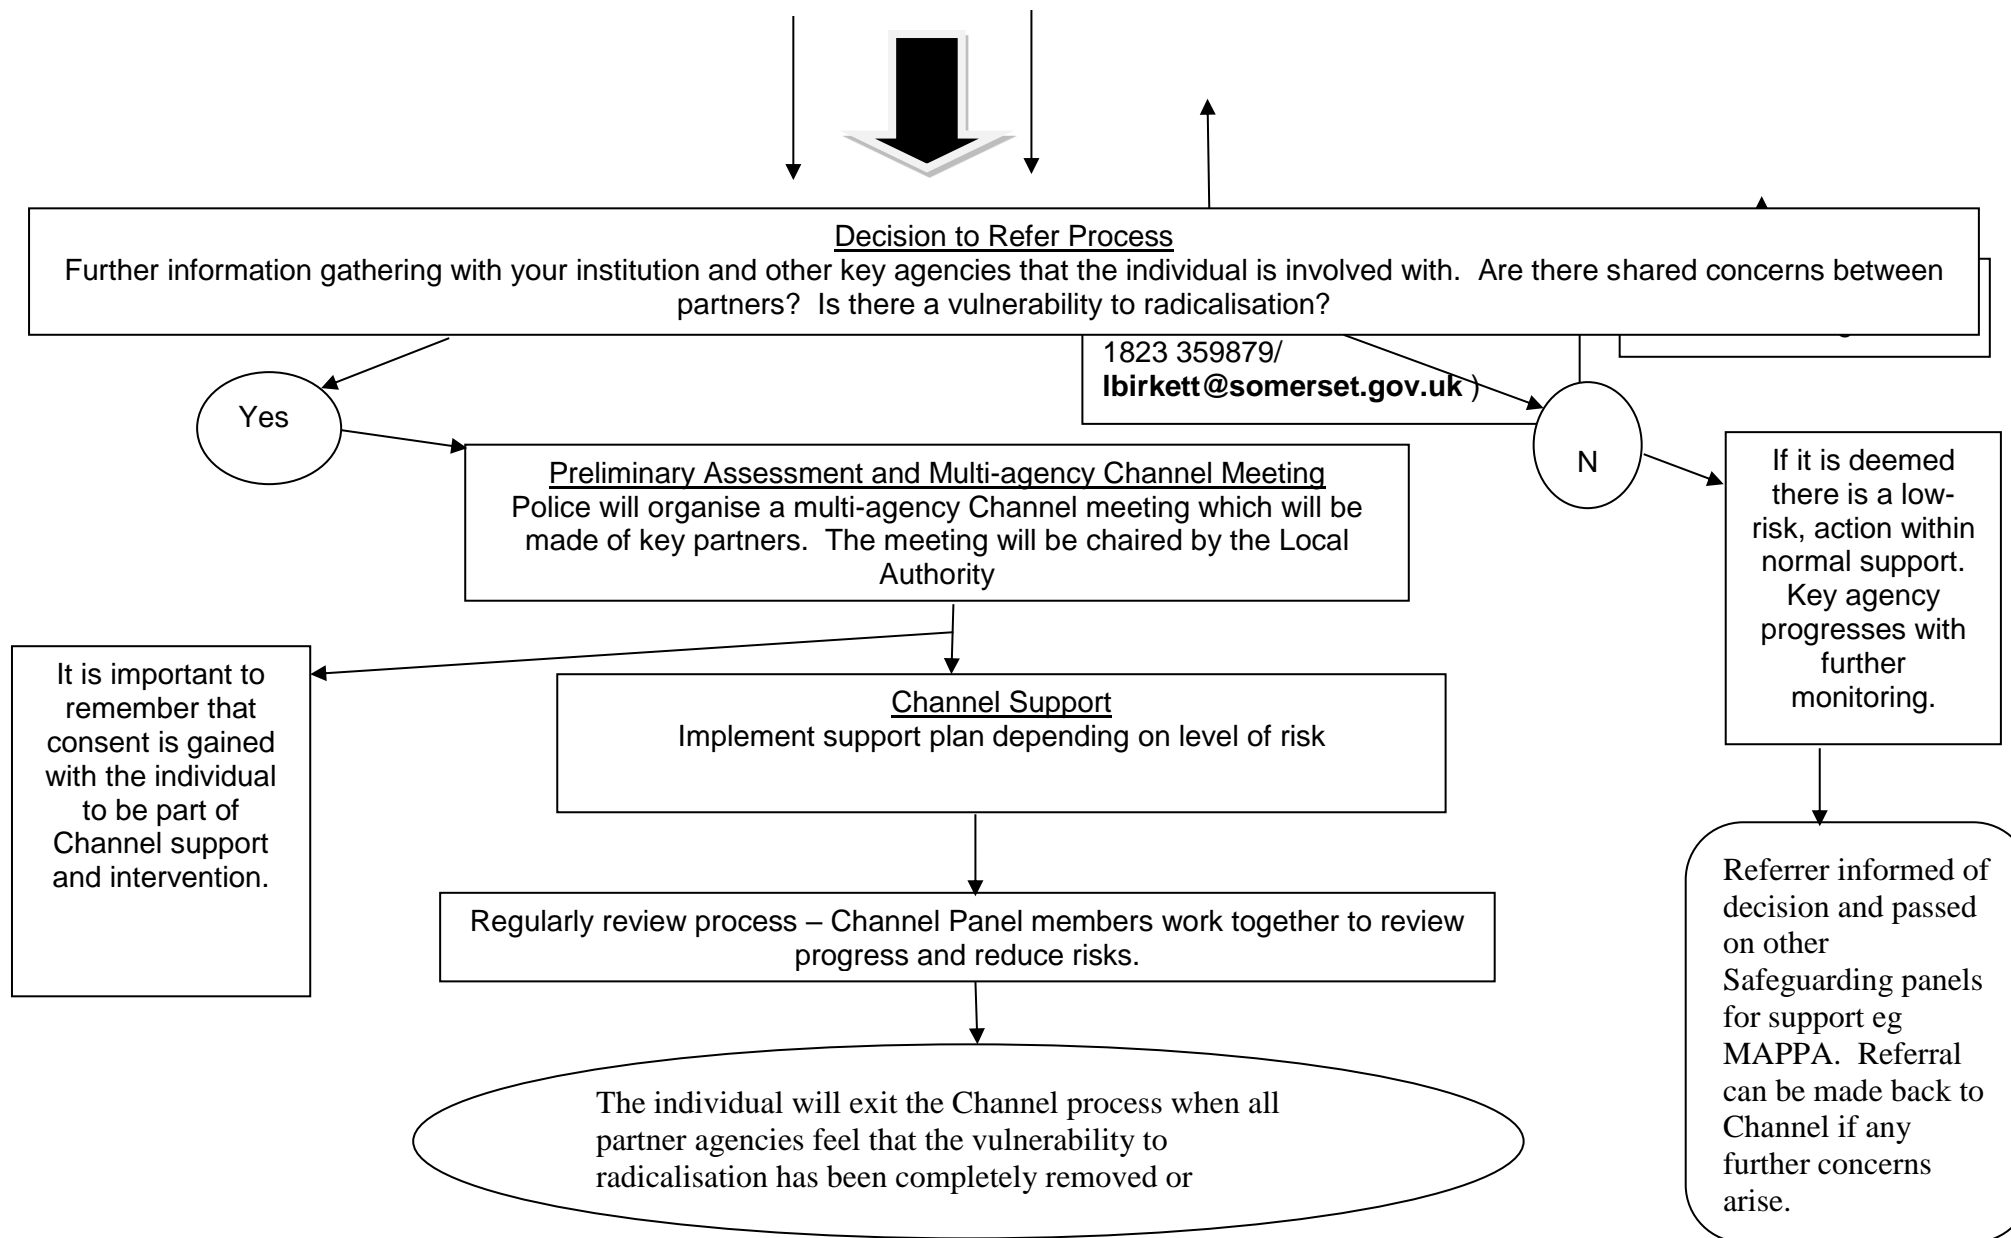 Decision to Refer Process
Further information gathering with your institution and other key agencies that the individual is involved with.  Are there shared concerns between
partners?  Is there a vulnerability to radicalisation?
1823 359879/
lbirkett@somerset.gov.uk )
Yes
N
Preliminary Assessment and Multi-agency Channel Meeting
Police will organise a multi-agency Channel meeting which will be
made of key partners.  The meeting will be chaired by the Local
Authority
If it is deemed
there is a low-
risk, action within
normal support.
Key agency
progresses with
further
monitoring.
It is important to
remember that
consent is gained
with the individual
to be part of
Channel support
and intervention.
Channel Support
Implement support plan depending on level of risk
Regularly review process – Channel Panel members work together to review
progress and reduce risks.
Referrer informed of
decision and passed
on other
Safeguarding panels
for support eg
MAPPA.  Referral
can be made back to
Channel if any
further concerns
arise.
The individual will exit the Channel process when all
partner agencies feel that the vulnerability to
radicalisation has been completely removed or